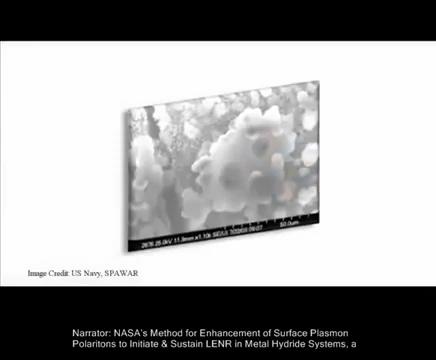 Image Credit: US Navy, SPAWAR
Narrator: NASA's Method for Enhancement of Surface Plasmon
Polaritons to Initiate & Sustain LENR in Metal Hydride Systems, a